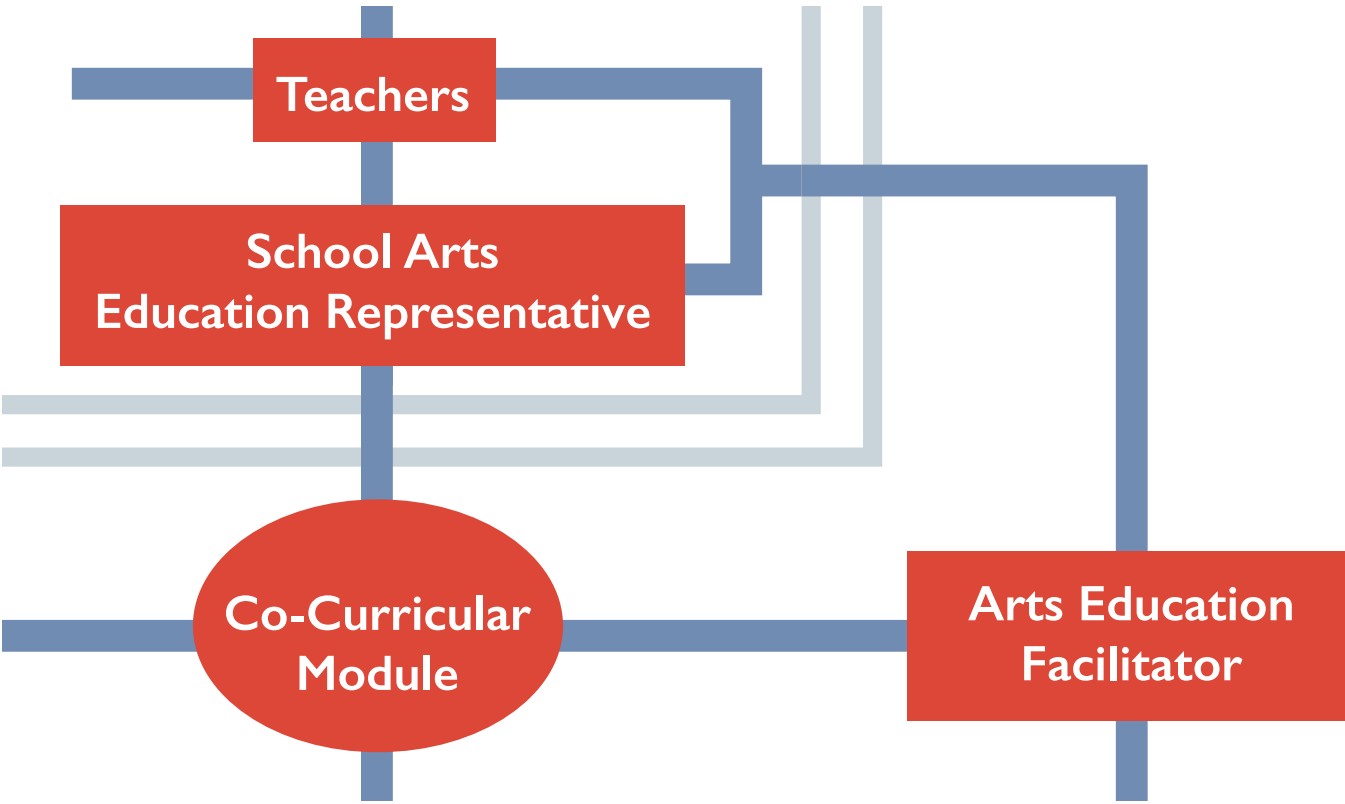 Teachers
School Arts
Education Representative
Co-Curricular
Module
Arts Education
Facilitator